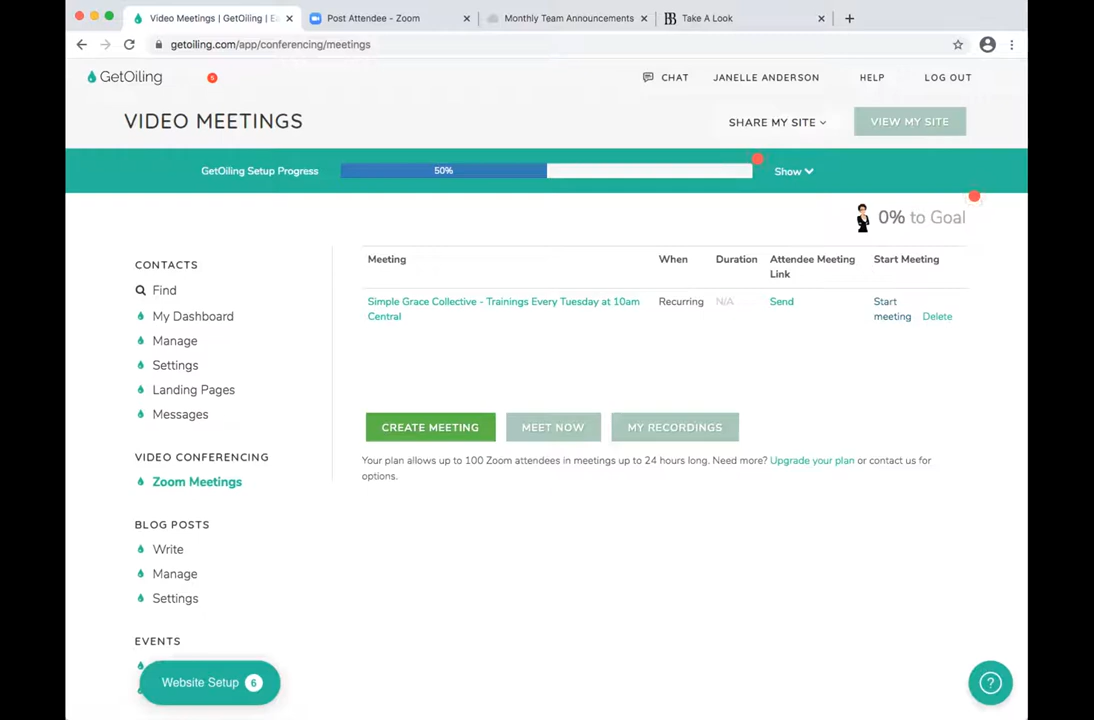 Video Meetings | GetOiling | E
Post Attendee - Zoom
Monthly Team Announcements
BB Take A Look
getoiling.com/app/conferencing/meetings
GetOiling 5 CHAT JANELLE ANDERSON HELP LOG OUT
VIDEO MEETINGS SHARE MY SITE VIEW MY SITE
GetOiling Setup Progress 50% Show
0% to Goal
CONTACTS
Find
My Dashboard
Manage
Settings
Landing Pages
Messages
VIDEO CONFERENCING
Zoom Meetings
BLOG POSTS
Write
Manage
Settings
EVENTS
Website Setup 6
Meeting When Duration Attendee Meeting Start Meeting
Link
Simple Grace Collective - Trainings Every Tuesday at 10am Recurring N/A Send Start
Central meeting Delete
CREATE MEETING MEET NOW MY RECORDINGS
Your plan allows up to 100 Zoom attendees in meetings up to 24 hours long. Need more? Upgrade your plan or contact us for
options.
?